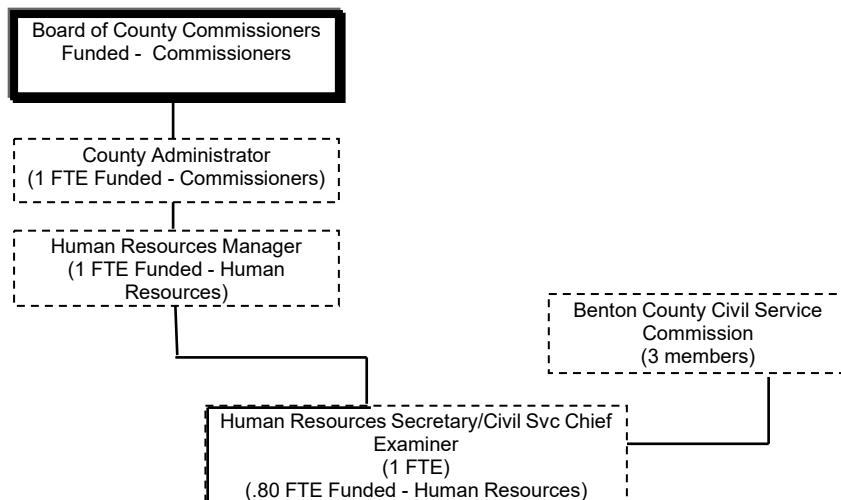 Board of County Commissioners
Funded - Commissioners
County Administrator
(1 FTE Funded - Commissioners)
Human Resources Manager
(1 FTE Funded - Human
Resources)
Benton County Civil Service
Commission
(3 members)
Human Resources Secretary/Civil Svc Chief
Examiner
(1 FTE)
(.80 FTE Funded - Human Resources)